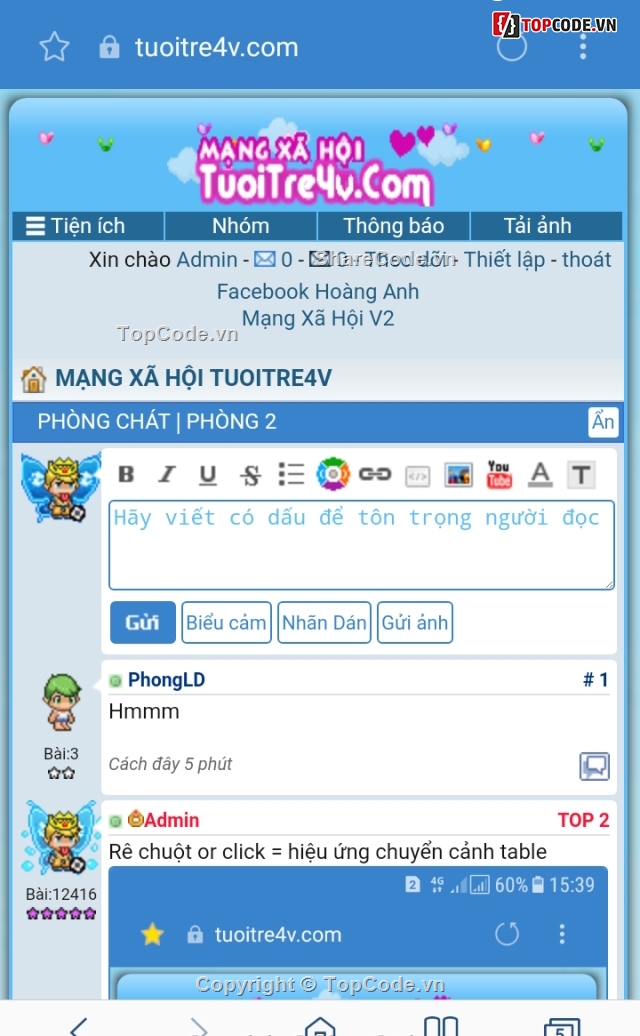 TOPCODE.VN
tuoitre4v.com
MẠNG XÃ HỘI
TuoiTre4v.Com
Tiện ích Nhóm Thông báo Tải ảnh
Xin chào Admin - 0 - Theo dõi - Thiết lập - thoát
ShareCode.vn
Facebook Hoàng Anh
Mạng Xã Hội V2
TopCode.vn
MẠNG XÃ HỘI TUOITRE4V
PHÒNG CHÁT | PHÒNG 2 Ẩn
B I U S You Tube A T
Hãy viết có dấu để tôn trọng người đọc
Gửi Biểu cảm Nhãn Dán Gửi ảnh
PhongLD # 1
Hmmm
Bài:3
Cách đây 5 phút
Admin TOP 2
Rê chuột or click = hiệu ứng chuyển cảnh table
Bài:12416
2 4G 60% 15:39
tuoitre4v.com
Copyright © TopCode.vn
5